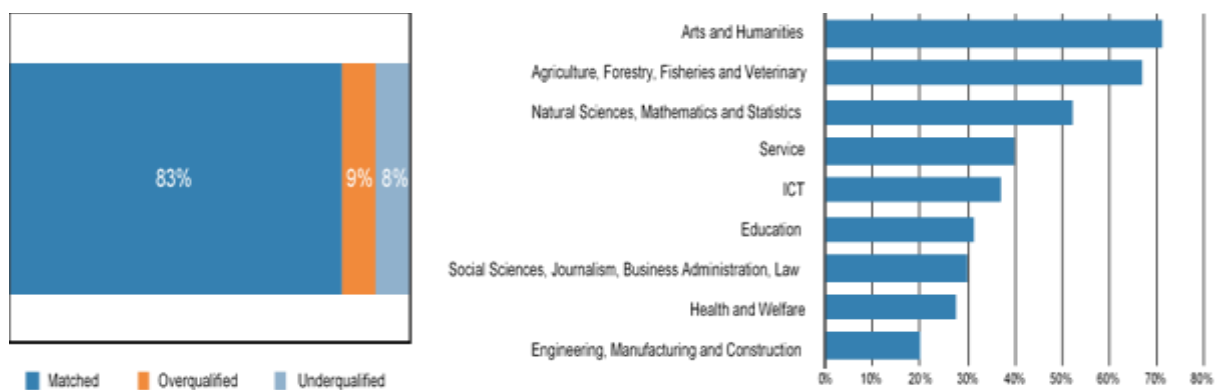 83%
9%
8%
Matched
Overqualified
Underqualified
Arts and Humanities
Agriculture, Forestry, Fisheries and Veterinary
Natural Sciences, Mathematics and Statistics
Service
ICT
Education
Social Sciences, Journalism, Business Administration, Law
Health and Welfare
Engineering, Manufacturing and Construction
0% 10% 20% 30% 40% 50% 60% 70% 80%